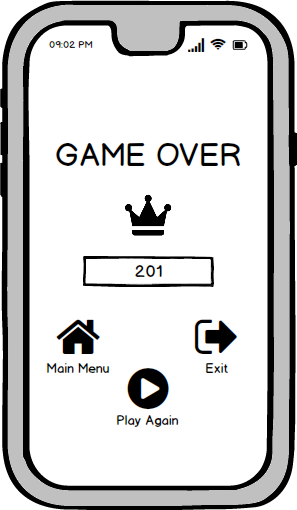 09:02 PM
GAME OVER
201
Main Menu
Exit
Play Again